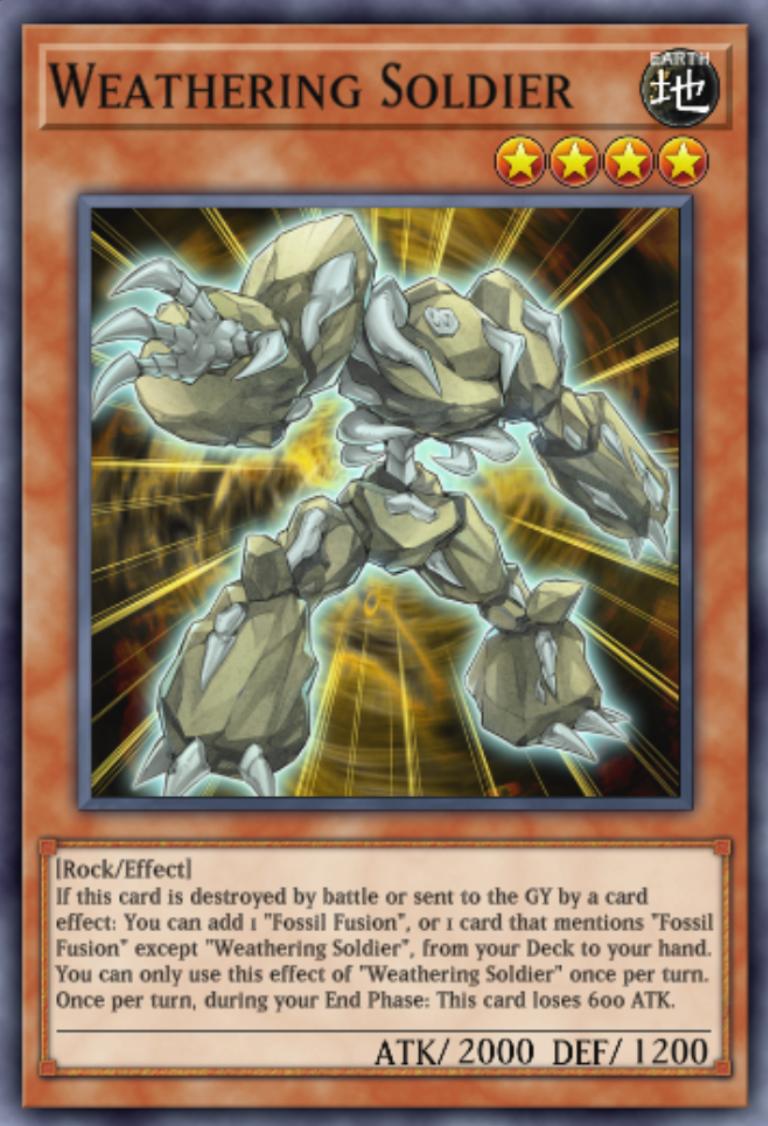 WEATHERING SOLDIER
EARTH
地
[Rock/Effect]
If this card is destroyed by battle or sent to the GY by a card
effect: You can add 1 "Fossil Fusion", or 1 card that mentions "Fossil
Fusion" except "Weathering Soldier", from your Deck to your hand.
You can only use this effect of "Weathering Soldier" once per turn.
Once per turn, during your End Phase: This card loses 600 ATK.
ATK/ 2000 DEF/ 1200